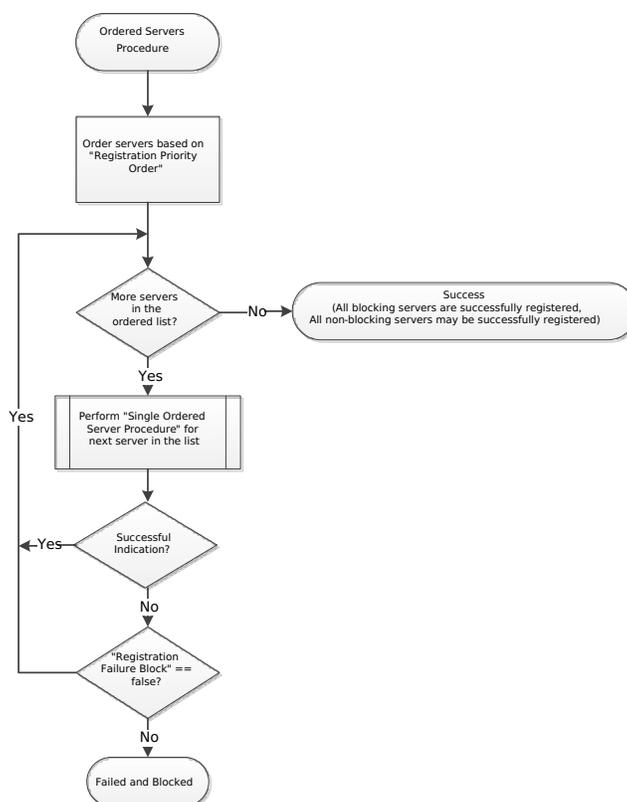 Ordered Servers
Procedure
Order servers based on
"Registration Priority
Order"
More servers
in the
ordered list?
No
Success
(All blocking servers are successfully registered,
All non-blocking servers may be successfully registered)
Yes
Perform "Single Ordered
Server Procedure" for
next server in the list
Yes
Successful
Indication?
Yes
No
"Registration
Failure Block" ==
false?
No
Failed and Blocked